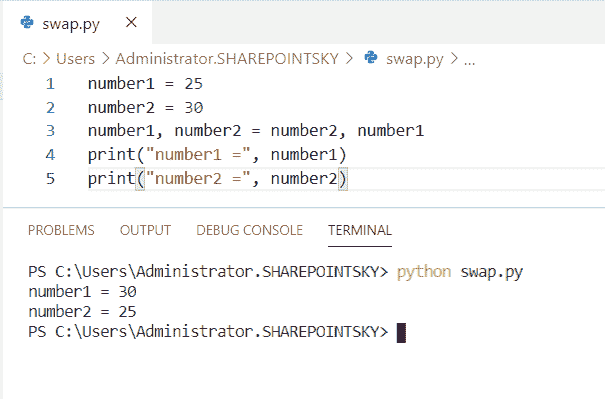 swap.py ×
C: > Users > Administrator.SHAREPOINTSKY > swap.py > ...
1 number1 = 25
2 number2 = 30
3 number1, number2 = number2, number1
4 print("number1 =", number1)
5 print("number2 =", number2)
PROBLEMS OUTPUT DEBUG CONSOLE TERMINAL
PS C:\Users\Administrator.SHAREPOINTSKY> python swap.py
number1 = 30
number2 = 25
PS C:\Users\Administrator.SHAREPOINTSKY>